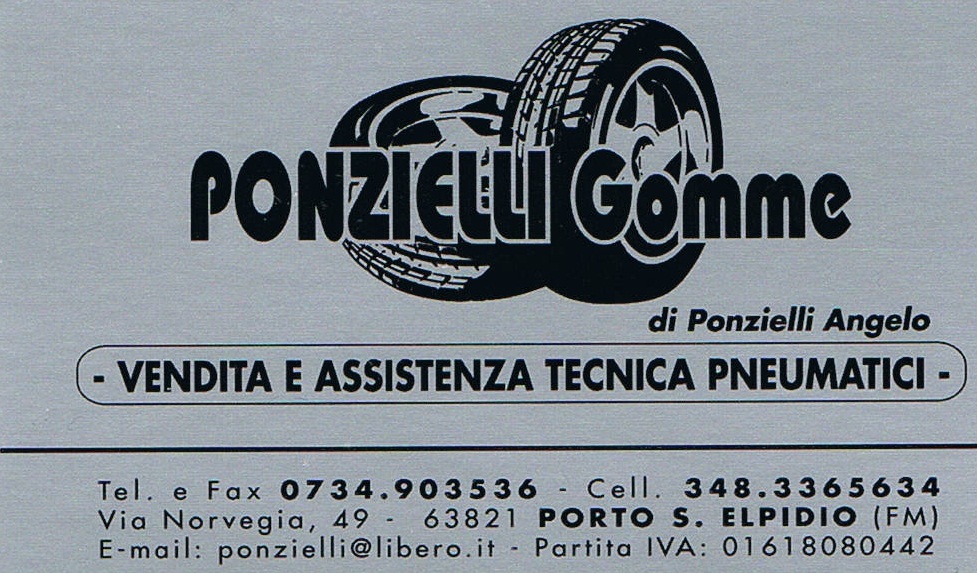 PONZIELLI Gomme
di Ponzielli Angelo
- VENDITA E ASSISTENZA TECNICA PNEUMATICI -
Tel. e Fax 0734.903536 - Cell. 348.3365634
Via Norvegia, 49 - 63821 PORTO S. ELPIDIO (FM)
E-mail: ponzielli@libero.it - Partita IVA: 01618080442